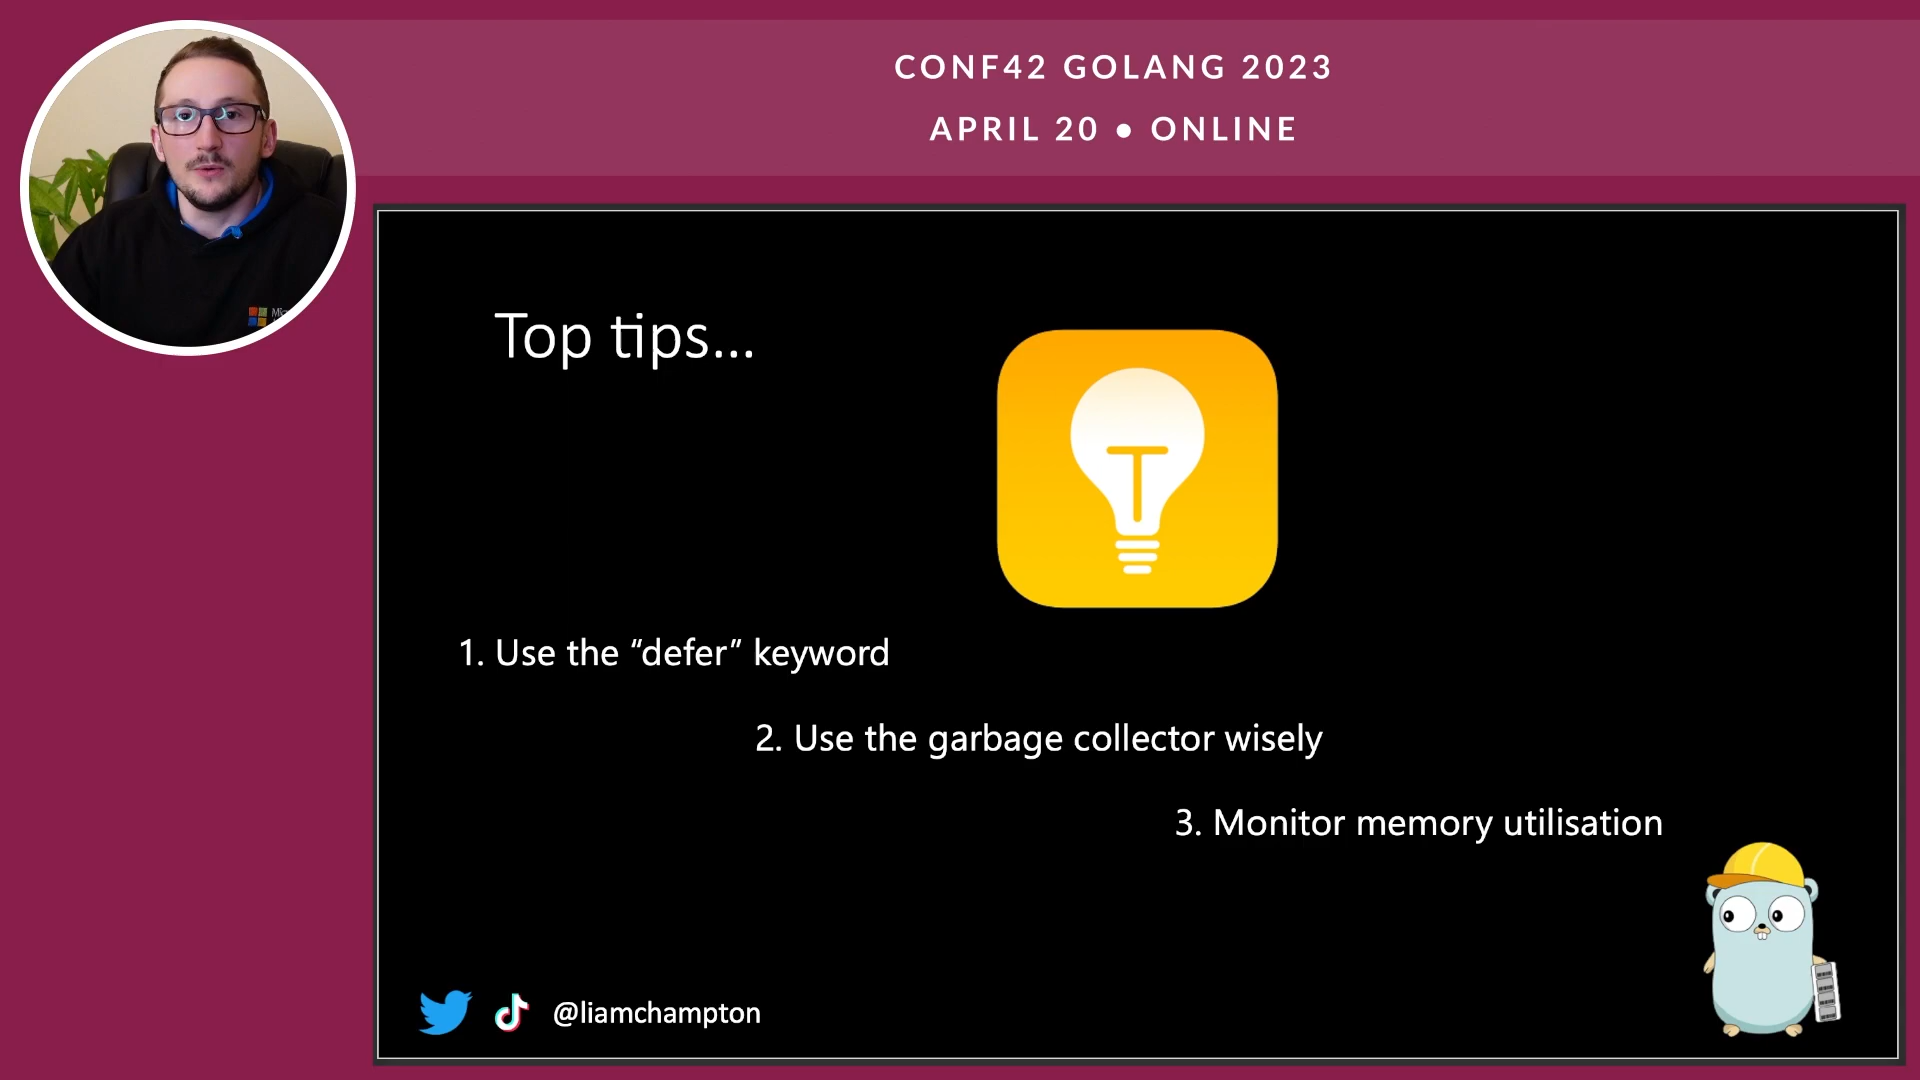 CONF42 GOLANG 2023
APRIL 20 • ONLINE
Top tips...
1. Use the “defer” keyword
2. Use the garbage collector wisely
3. Monitor memory utilisation
@liamchampton